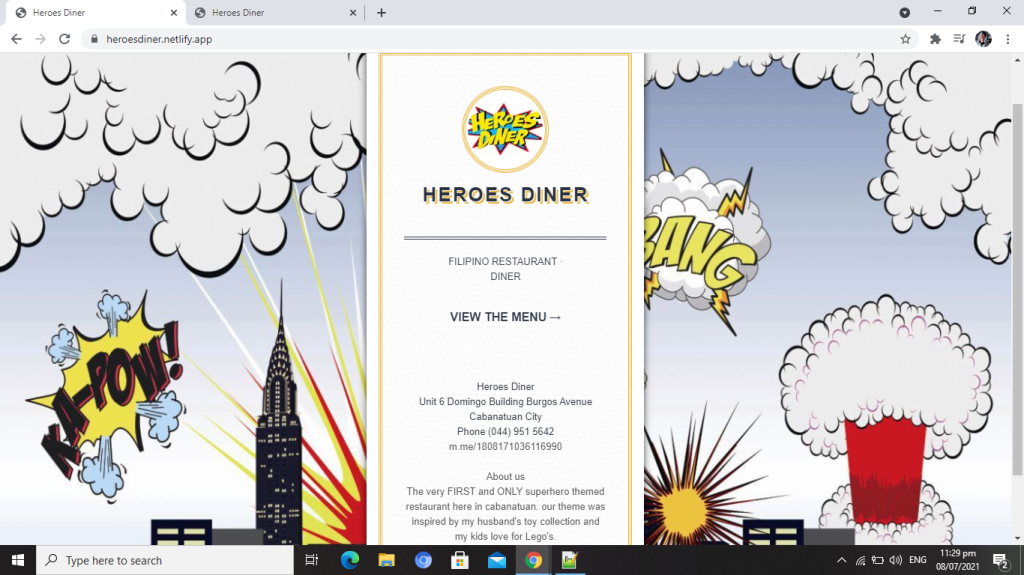 Heroes Diner
Heroes Diner
heroesdiner.netlify.app
HEROES
DINER
HEROES DINER
FILIPINO RESTAURANT ·
DINER
VIEW THE MENU →
Heroes Diner
Unit 6 Domingo Building Burgos Avenue
Cabanatuan City
Phone (044) 951 5642
m.me/1808171036116990
About us
The very FIRST and ONLY superhero themed
restaurant here in cabanatuan. our theme was
inspired by my husband's toy collection and
my kids love for Lego's.
KA-POW!
BANG
Type here to search
ENG
11:29 pm
08/07/2021
2